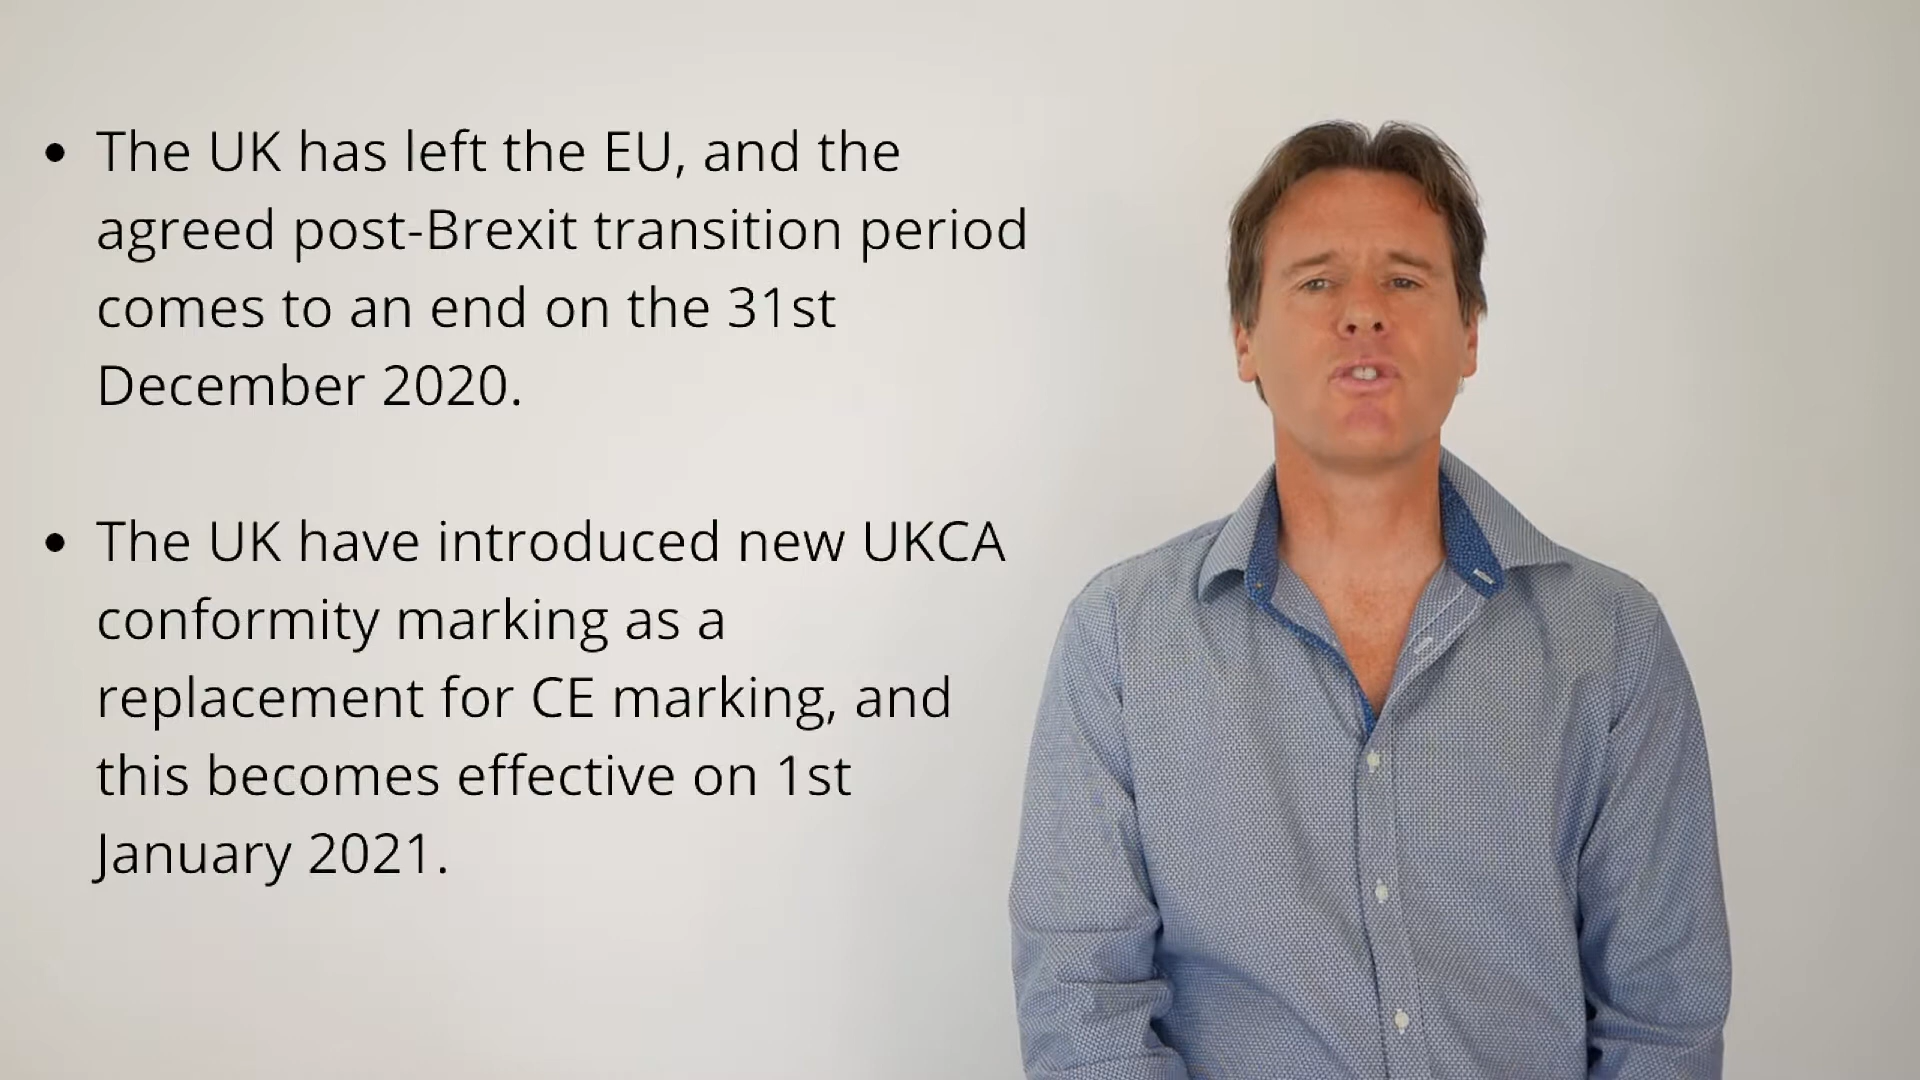 • The UK has left the EU, and the
agreed post-Brexit transition period
comes to an end on the 31st
December 2020.
• The UK have introduced new UKCA
conformity marking as a
replacement for CE marking, and
this becomes effective on 1st
January 2021.